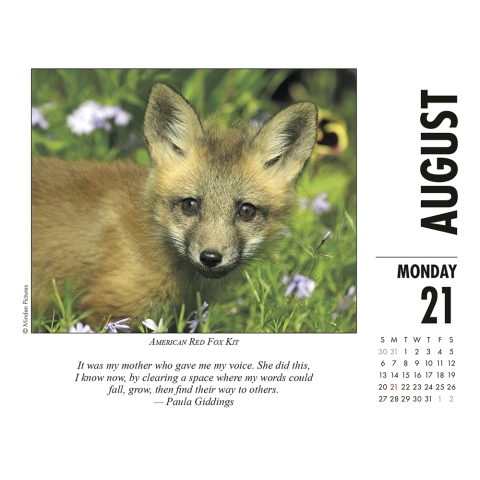 AUGUST
MONDAY
21
S M T W T F S
30 31 1 2 3 4 5
6 7 8 9 10 11 12
13 14 15 16 17 18 19
20 21 22 23 24 25 26
27 28 29 30 31 1 2
© Minden Pictures
American Red Fox Kit
It was my mother who gave me my voice. She did this,
I know now, by clearing a space where my words could
fall, grow, then find their way to others.
— Paula Giddings